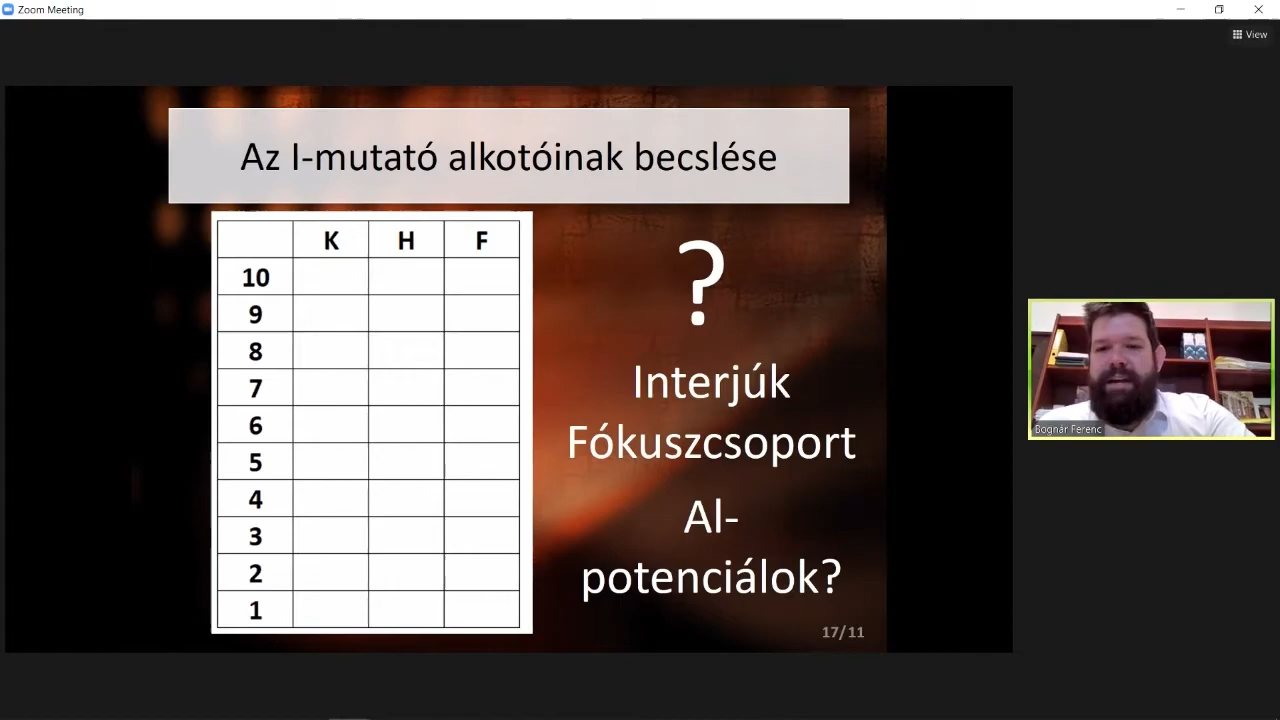 Zoom Meeting
View
Az I-mutató alkotóinak becslése
K H F
10
9
8
7
6
5
4
3
2
1
?
Interjúk
Fókuszcsoport
Al-
potenciálok?
17/11
Bognár Ferenc